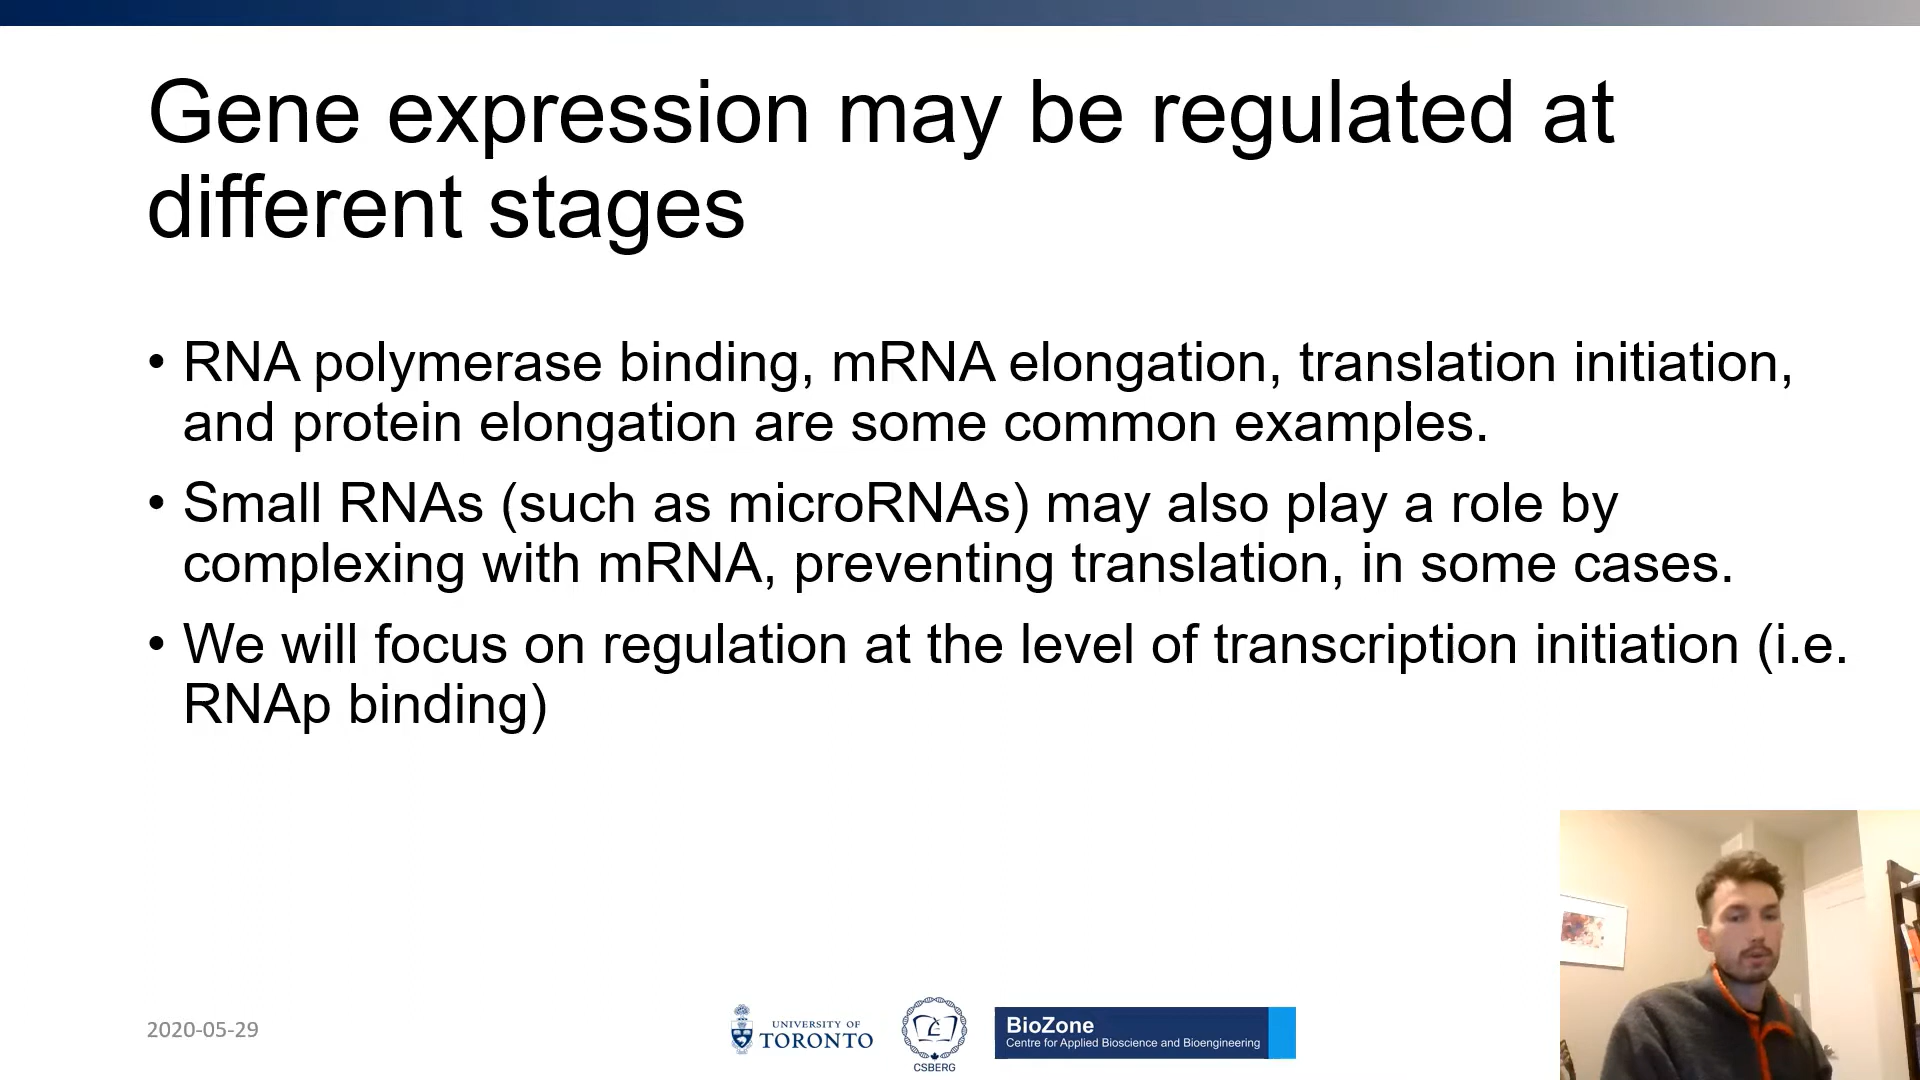 Gene expression may be regulated at
different stages
• RNA polymerase binding, mRNA elongation, translation initiation,
and protein elongation are some common examples.
• Small RNAs (such as microRNAs) may also play a role by
complexing with mRNA, preventing translation, in some cases.
• We will focus on regulation at the level of transcription initiation (i.e.
RNAp binding)
2020-05-29
UNIVERSITY OF
TORONTO
CSBERG
BioZone
Centre for Applied Bioscience and Bioengineering